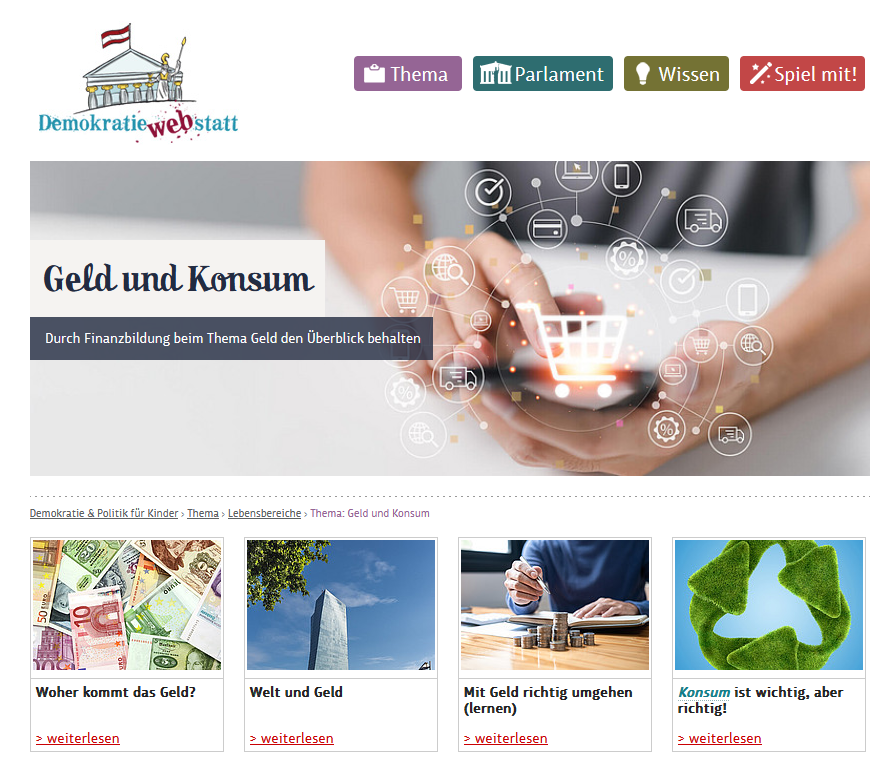 Demokratiewebstatt
Thema
Parlament
Wissen
Spiel mit!
Geld und Konsum
Durch Finanzbildung beim Thema Geld den Überblick behalten
Demokratie & Politik für Kinder › Thema › Lebensbereiche › Thema: Geld und Konsum
Woher kommt das Geld?
> weiterlesen
Welt und Geld
> weiterlesen
Mit Geld richtig umgehen
(lernen)
> weiterlesen
Konsum ist wichtig, aber
richtig!
> weiterlesen